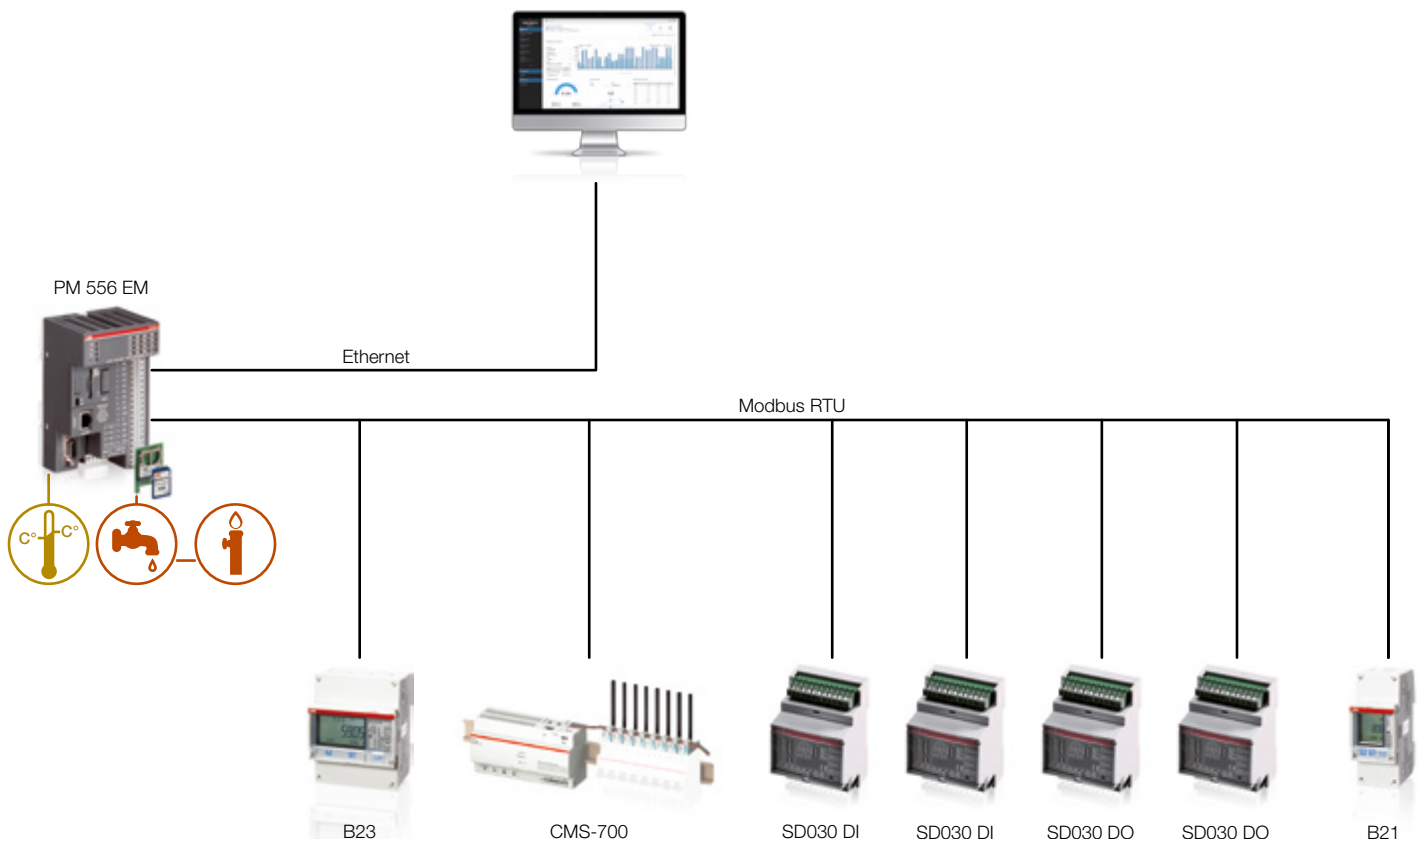 PM 556 EM
Ethernet
Modbus RTU
C° C°
B23
CMS-700
SD030 DI
SD030 DI
SD030 DO
SD030 DO
B21